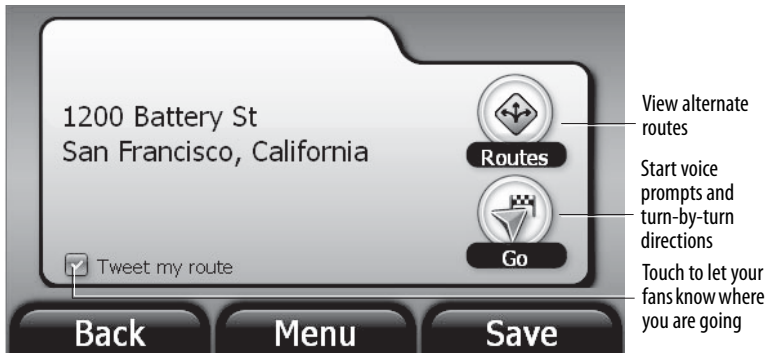 1200 Battery St
San Francisco, California
Routes
Go
Tweet my route
Back
Menu
Save
View alternate
routes
Start voice
prompts and
turn-by-turn
directions
Touch to let your
fans know where
you are going